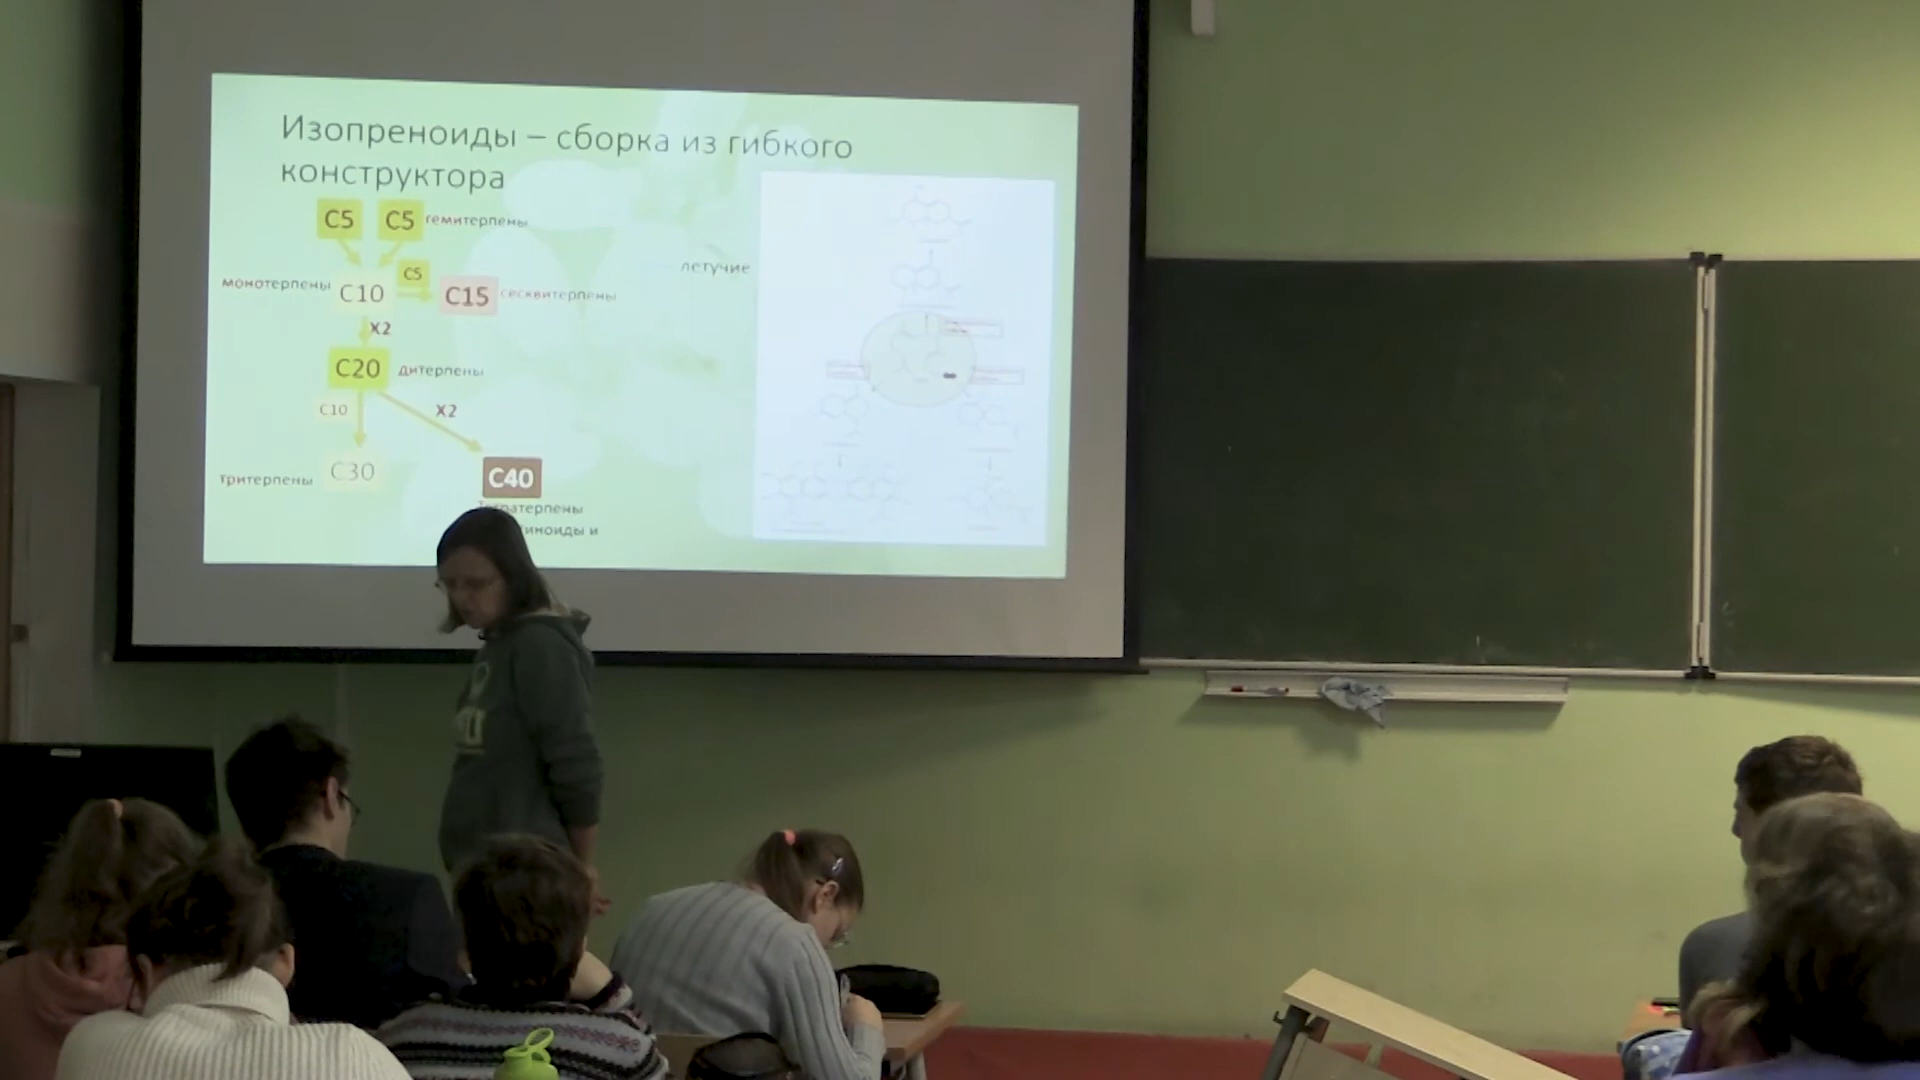 Изопреноиды – сборка из гибкого
конструктора
C5 C5 гемитерпены
C5
летучие
монотерпены C10 C15 сесквитерпены
X2
C20 дитерпены
C10 X2
тритерпены C30 C40
и